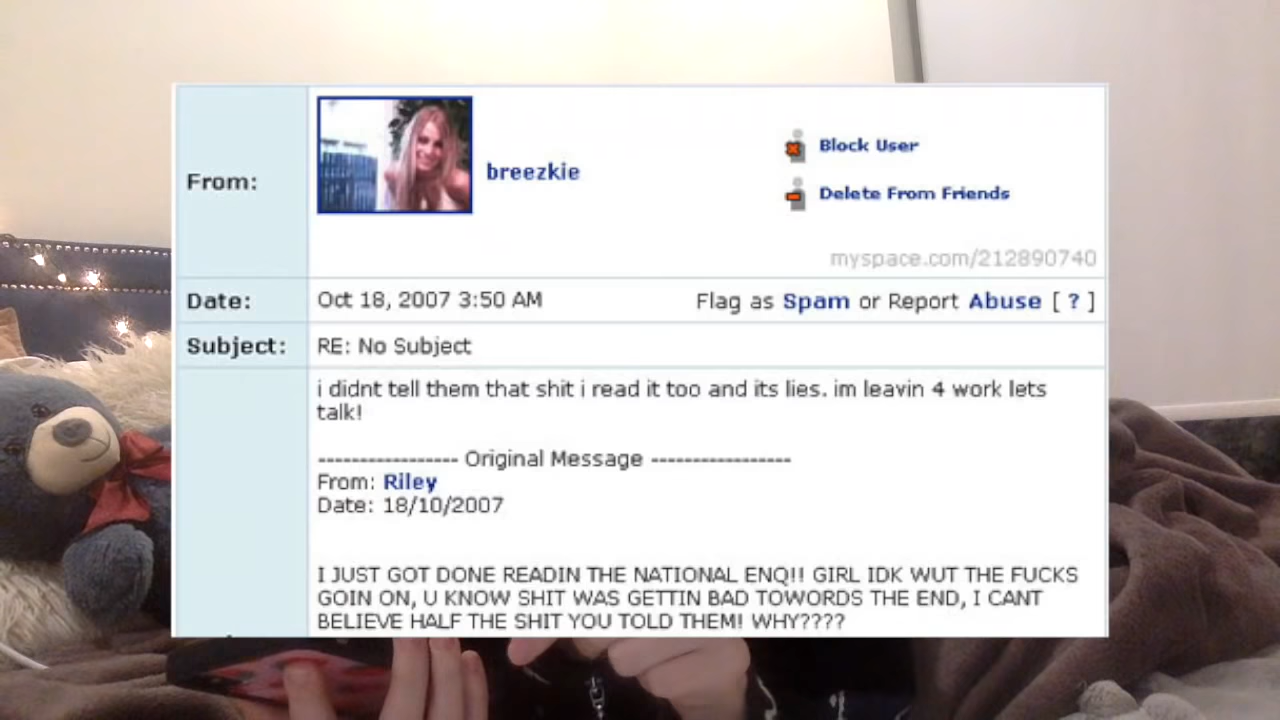 From:
breezkie
Block User
Delete From Friends
myspace.com/212890740
Date:
Oct 18, 2007 3:50 AM
Flag as Spam or Report Abuse [ ? ]
Subject:
RE: No Subject
i didnt tell them that shit i read it too and its lies. im leavin 4 work lets
talk!
----------------- Original Message -----------------
From: Riley
Date: 18/10/2007
I JUST GOT DONE READIN THE NATIONAL ENQ!! GIRL IDK WUT THE FUCKS
GOIN ON, U KNOW SHIT WAS GETTIN BAD TOWORDS THE END, I CANT
BELIEVE HALF THE SHIT YOU TOLD THEM! WHY????